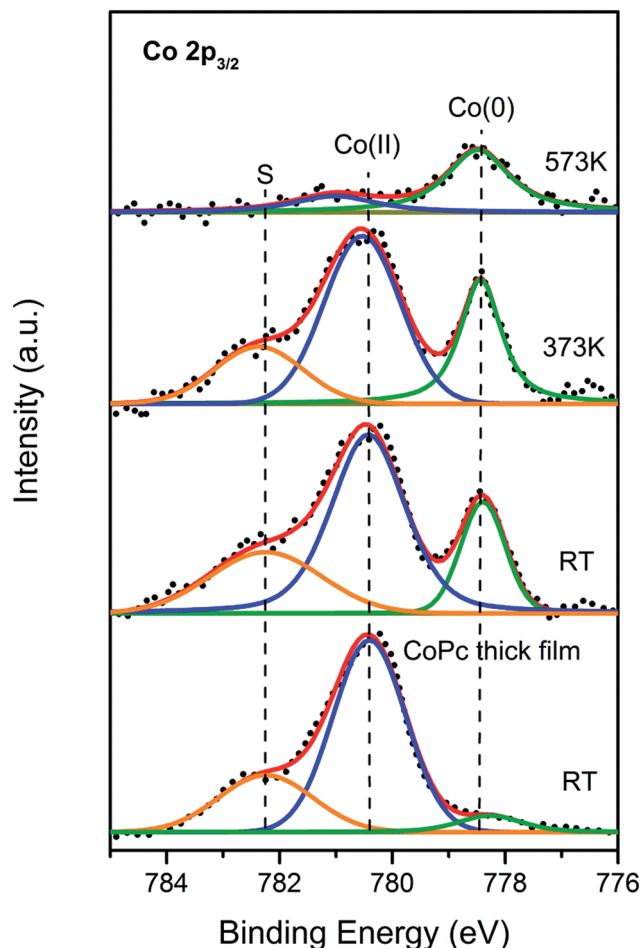 Co 2p3/2
Co(0)
Co(II)
S
573K
373K
RT
CoPc thick film
RT
Intensity (a.u.)
784 782 780 778 776
Binding Energy (eV)